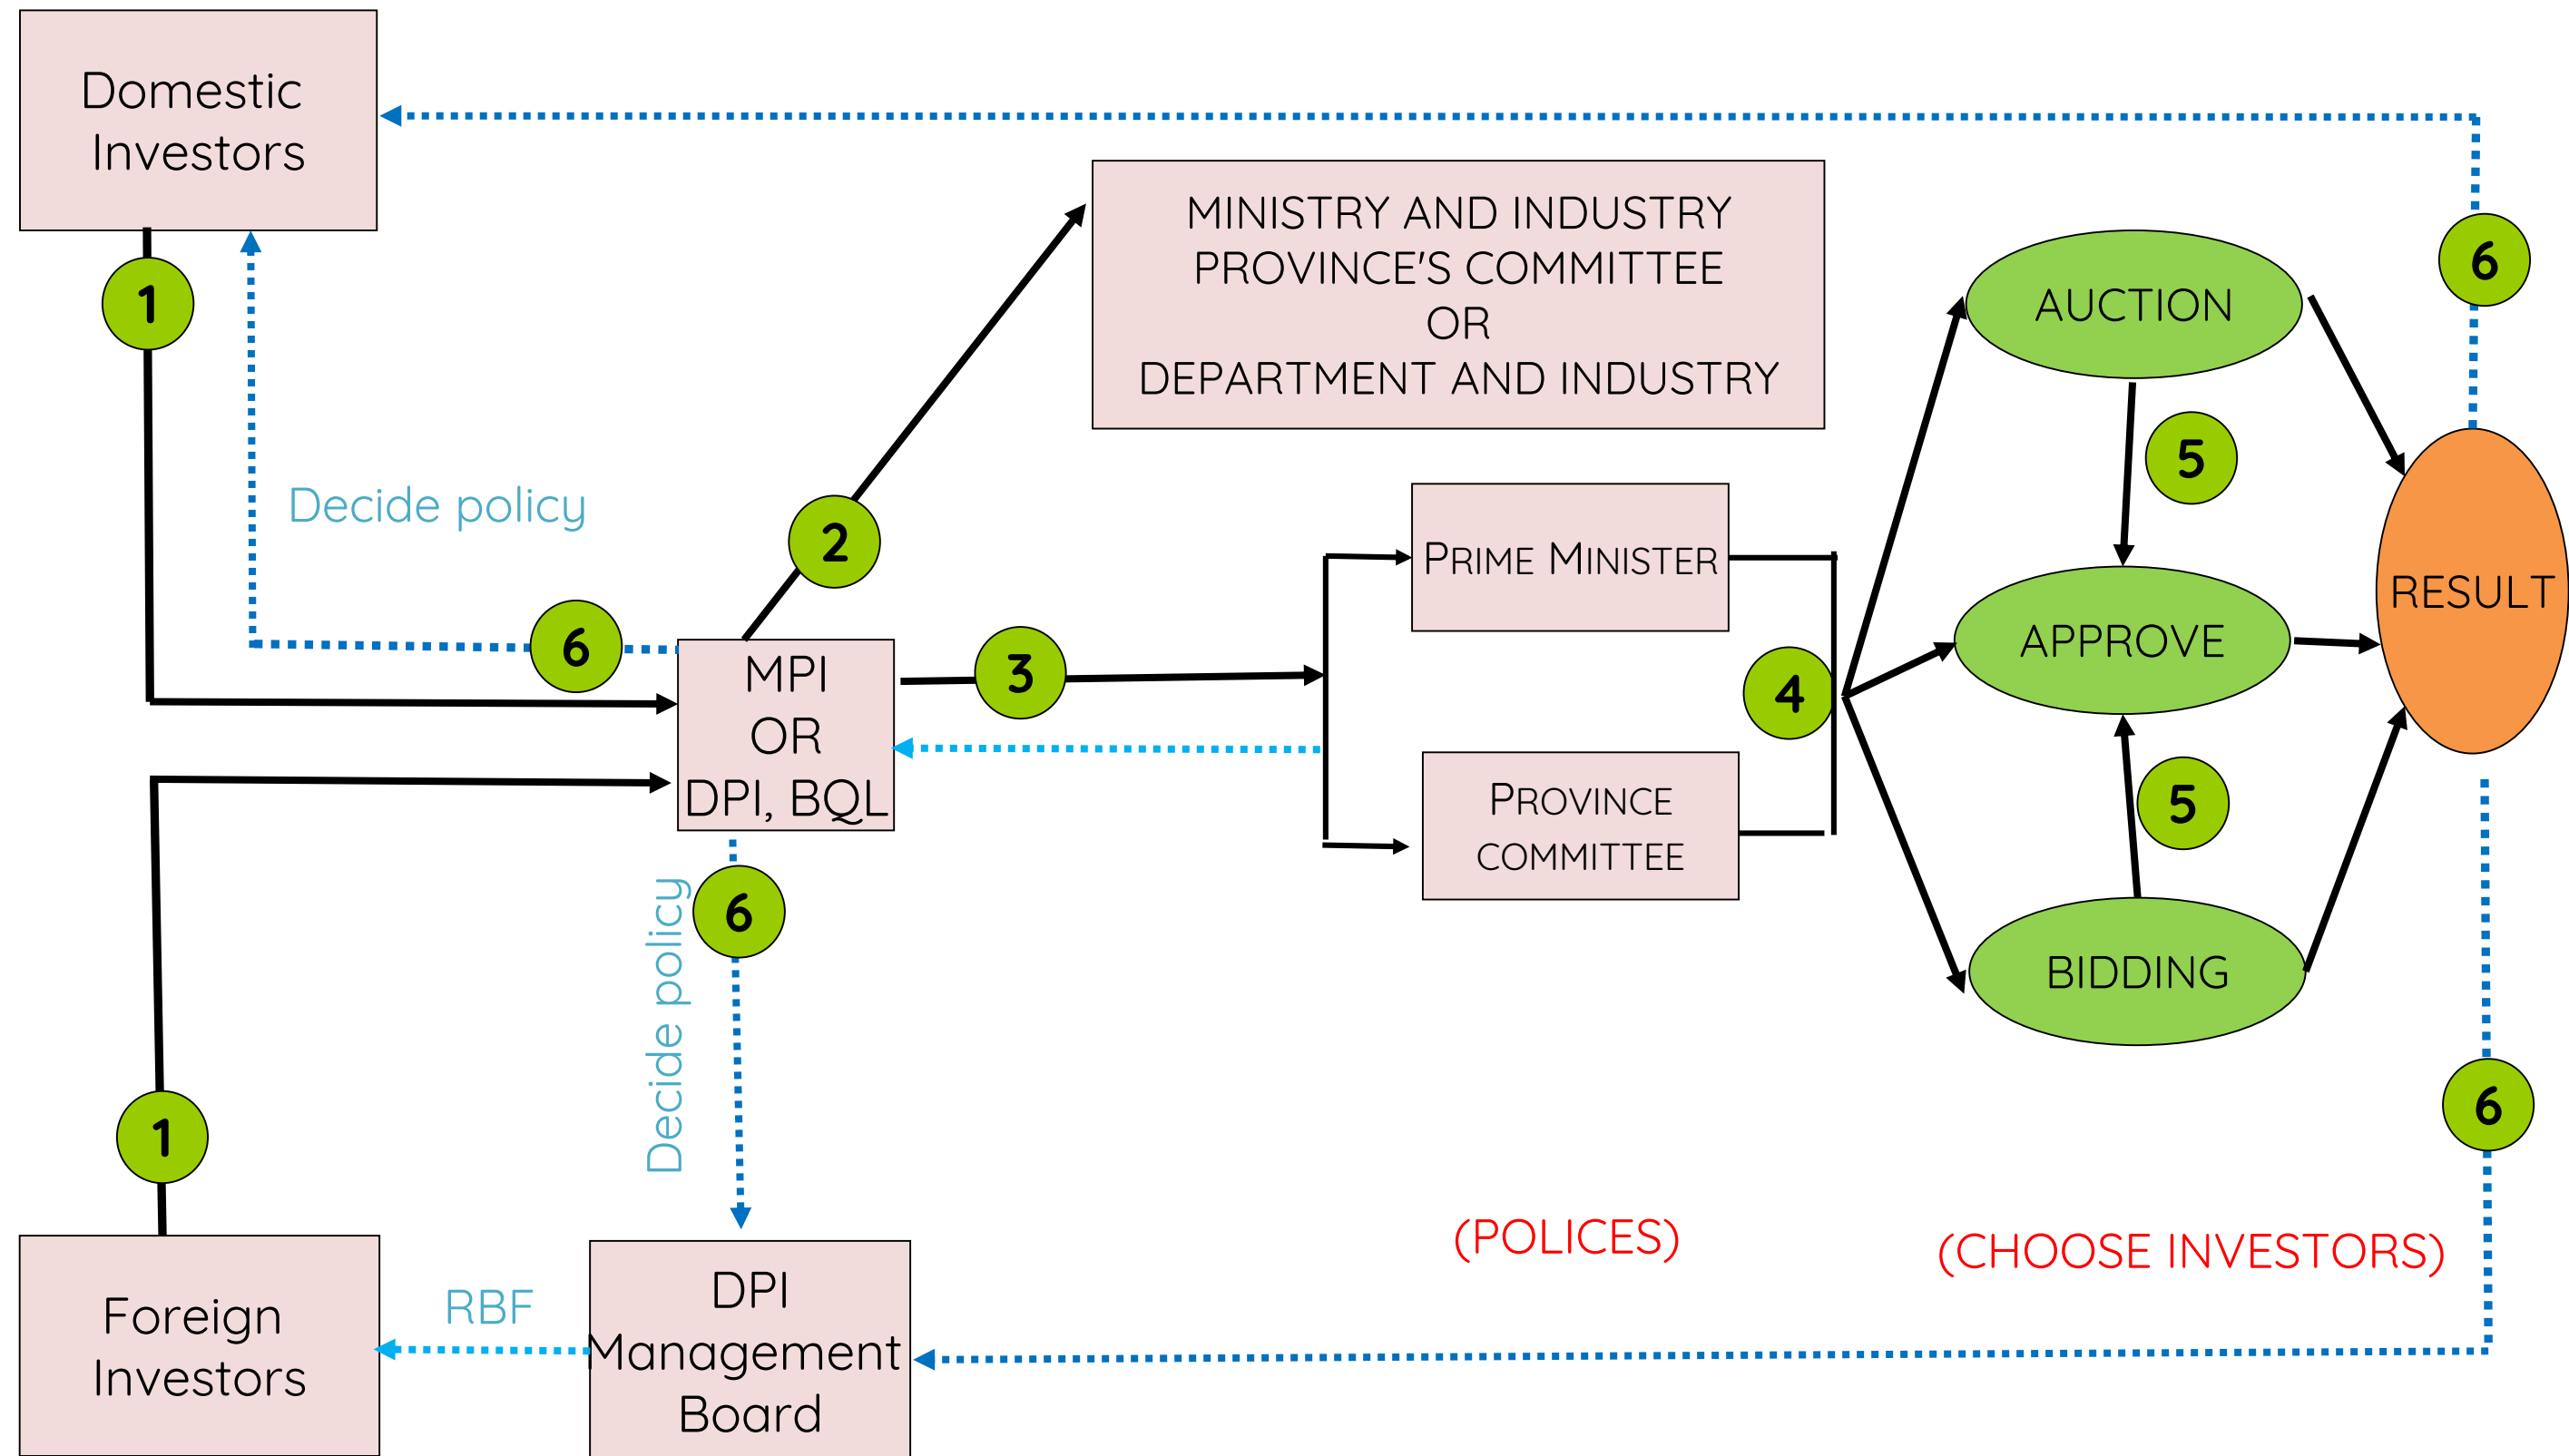 Domestic
Investors
MINISTRY AND INDUSTRY
PROVINCE'S COMMITTEE
OR
DEPARTMENT AND INDUSTRY
6
1
AUCTION
5
Decide policy
2
PRIME MINISTER
RESULT
6
3
4
APPROVE
MPI
OR
DPI, BQL
PROVINCE
COMMITTEE
5
6
Decide policy
BIDDING
1
6
(POLICES)
(CHOOSE INVESTORS)
Foreign
Investors
RBF
DPI
Management
Board